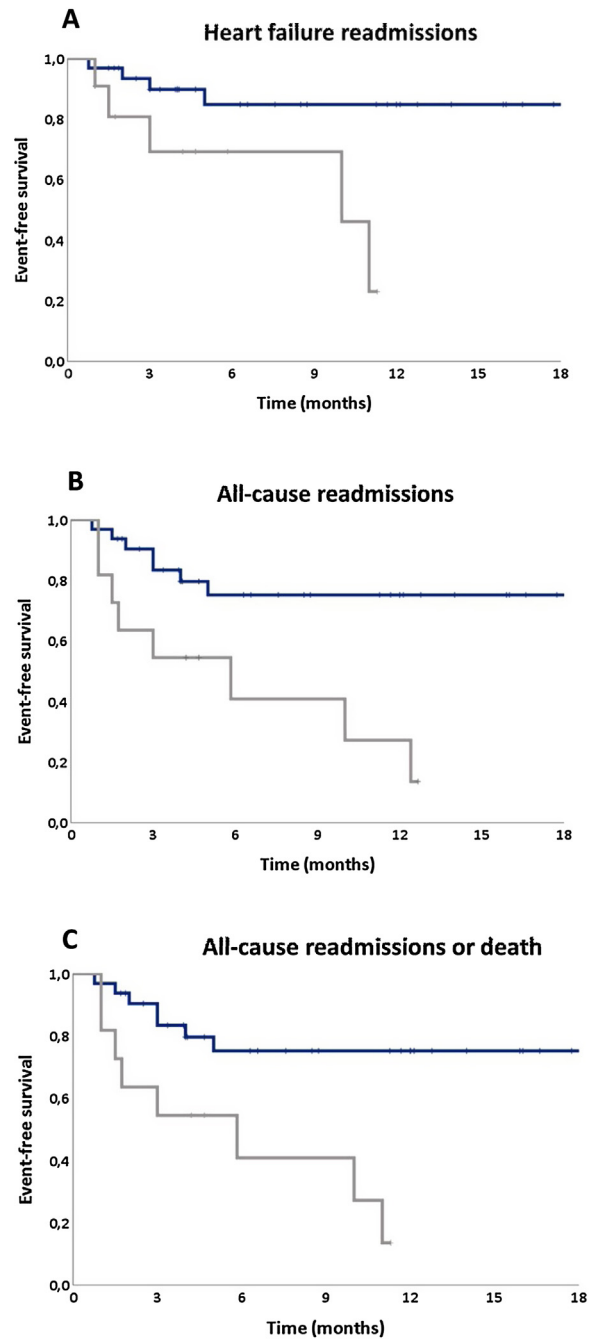 A
Heart failure readmissions
1,0
0,8
0,6
0,4
0,2
0,0
Event-free survival
0 3 6 9 12 15 18
Time (months)
B
All-cause readmissions
1,0
0,8
0,6
0,4
0,2
0,0
Event-free survival
0 3 6 9 12 15 18
Time (months)
C
All-cause readmissions or death
1,0
0,8
0,6
0,4
0,2
0,0
Event-free survival
0 3 6 9 12 15 18
Time (months)